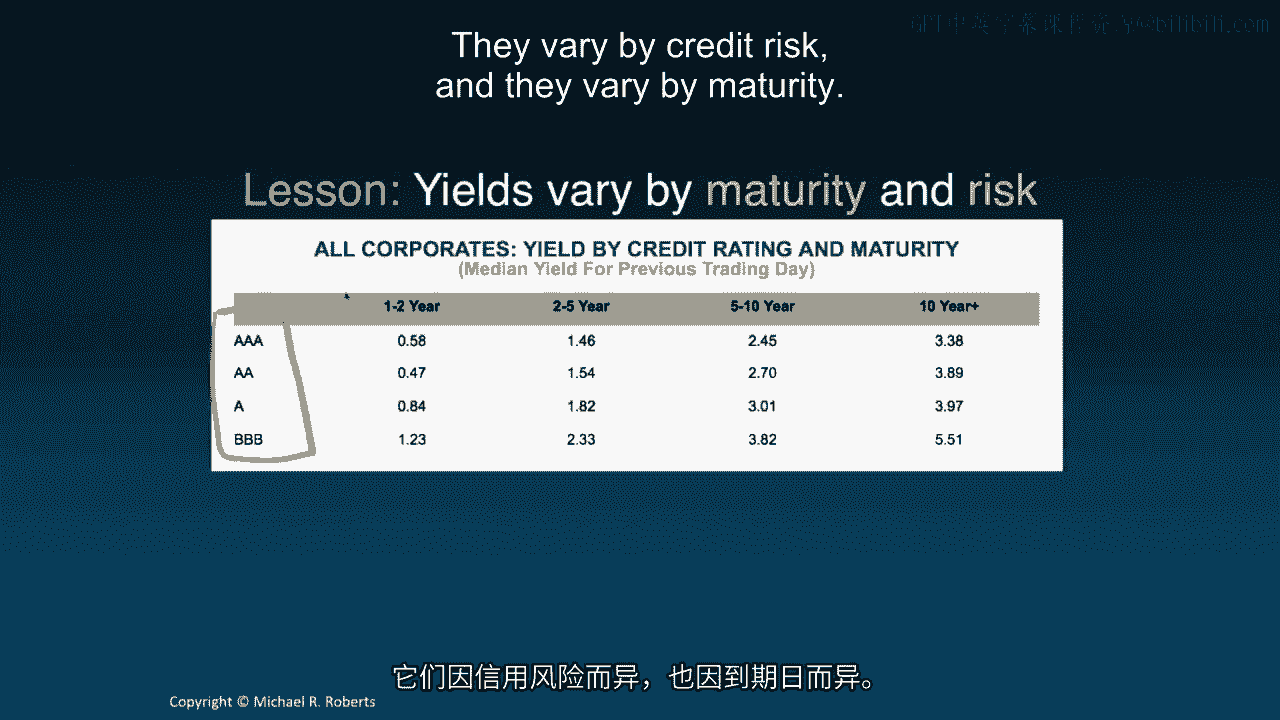 They vary by credit risk,
and they vary by maturity.
Lesson: Yields vary by maturity and risk
ALL CORPORATES: YIELD BY CREDIT RATING AND MATURITY
(Median Yield For Previous Trading Day)
1-2 Year 2-5 Year 5-10 Year 10 Year+
AAA 0.58 1.46 2.45 3.38
AA 0.47 1.54 2.70 3.89
A 0.84 1.82 3.01 3.97
BBB 1.23 2.33 3.82 5.51
它们因信用风险而异，也因到期日而异。
Copyright © Michael R. Roberts